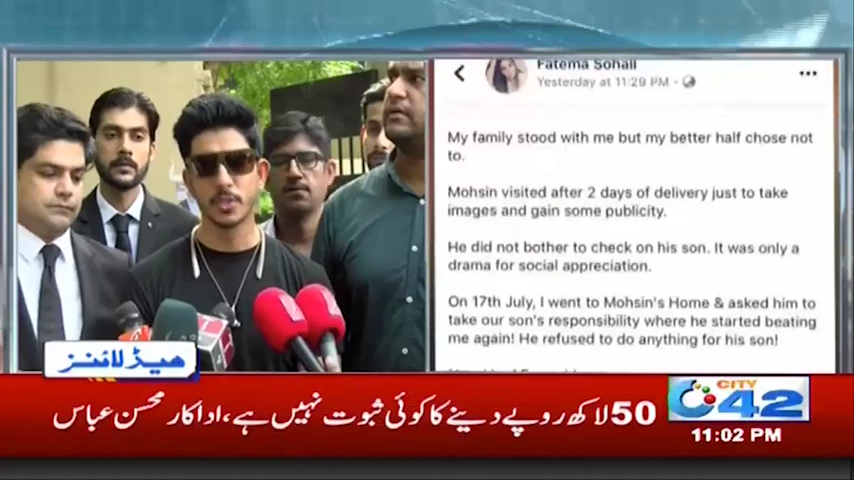 Fatema Sohail
Yesterday at 11:29 PM
My family stood with me but my better half chose not
to.
Mohsin visited after 2 days of delivery just to take
images and gain some publicity.
He did not bother to check on his son. It was only a
drama for social appreciation.
On 17th July, I went to Mohsin's Home & asked him to
take our son's responsibility where he started beating
me again! He refused to do anything for his son!
ہیڈلائنز
50 لاکھ روپے دینے کا کوئی ثبوت نہیں ہے، اداکار محسن عباس
CITY
42
11:02 PM